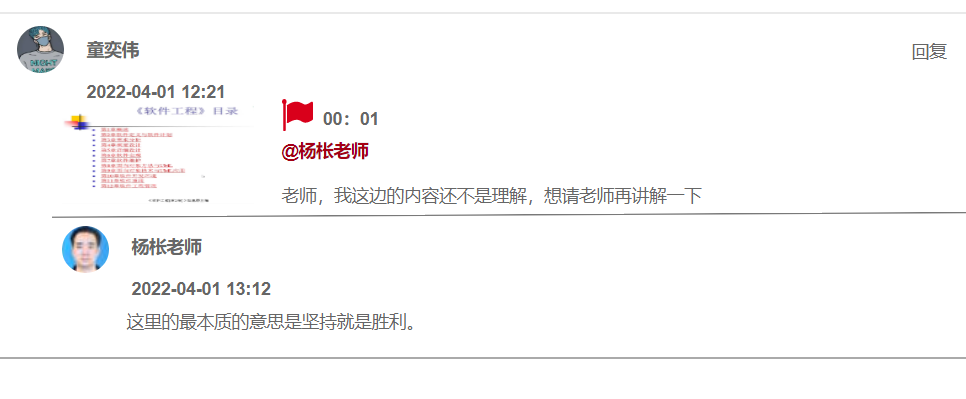 童奕伟
回复
2022-04-01 12:21
《软件工程》目录
00：01
@杨枨老师
老师，我这边的内容还不是理解，想请老师再讲解一下
杨枨老师
2022-04-01 13:12
这里的最本质的意思是坚持就是胜利。